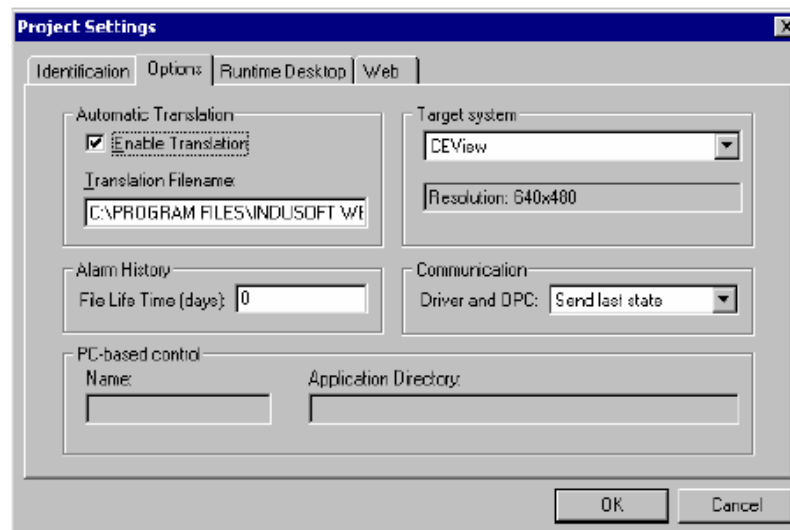 Project Settings
Identification Options Runtime Desktop Web
Automatic Translation
Enable Translation
Translation Filename:
C:\PROGRAM FILES\INDUSOFT WE
Target system
CEView
Resolution: 640x480
Alarm History
File Life Time (days): 0
Communication
Driver and OPC: Send last state
PC-based control
Name:
Application Directory:
OK Cancel